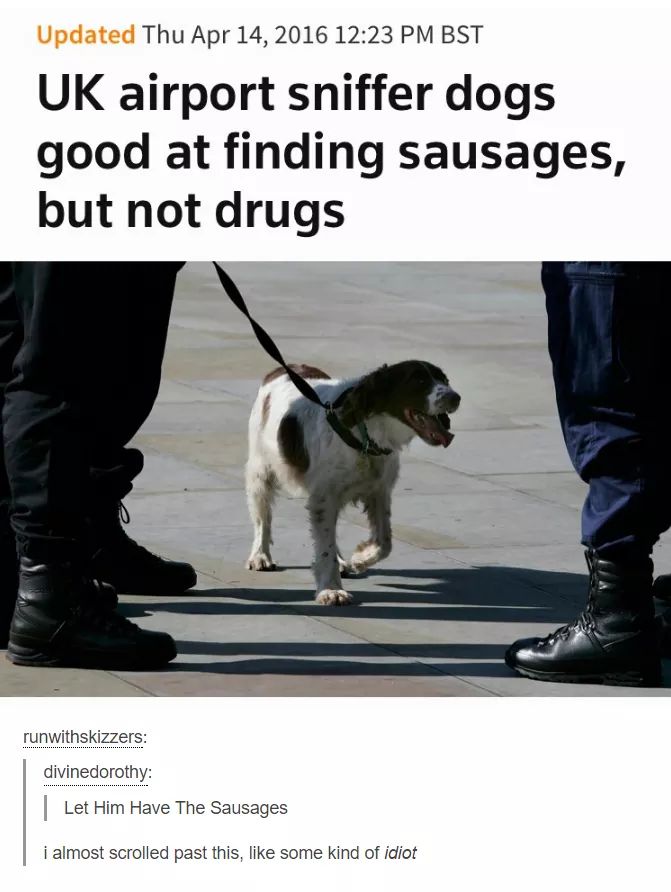 Updated Thu Apr 14, 2016 12:23 PM BST
UK airport sniffer dogs
good at finding sausages,
but not drugs
runwithskizzers:
divinedorothy:
Let Him Have The Sausages
i almost scrolled past this, like some kind of idiot